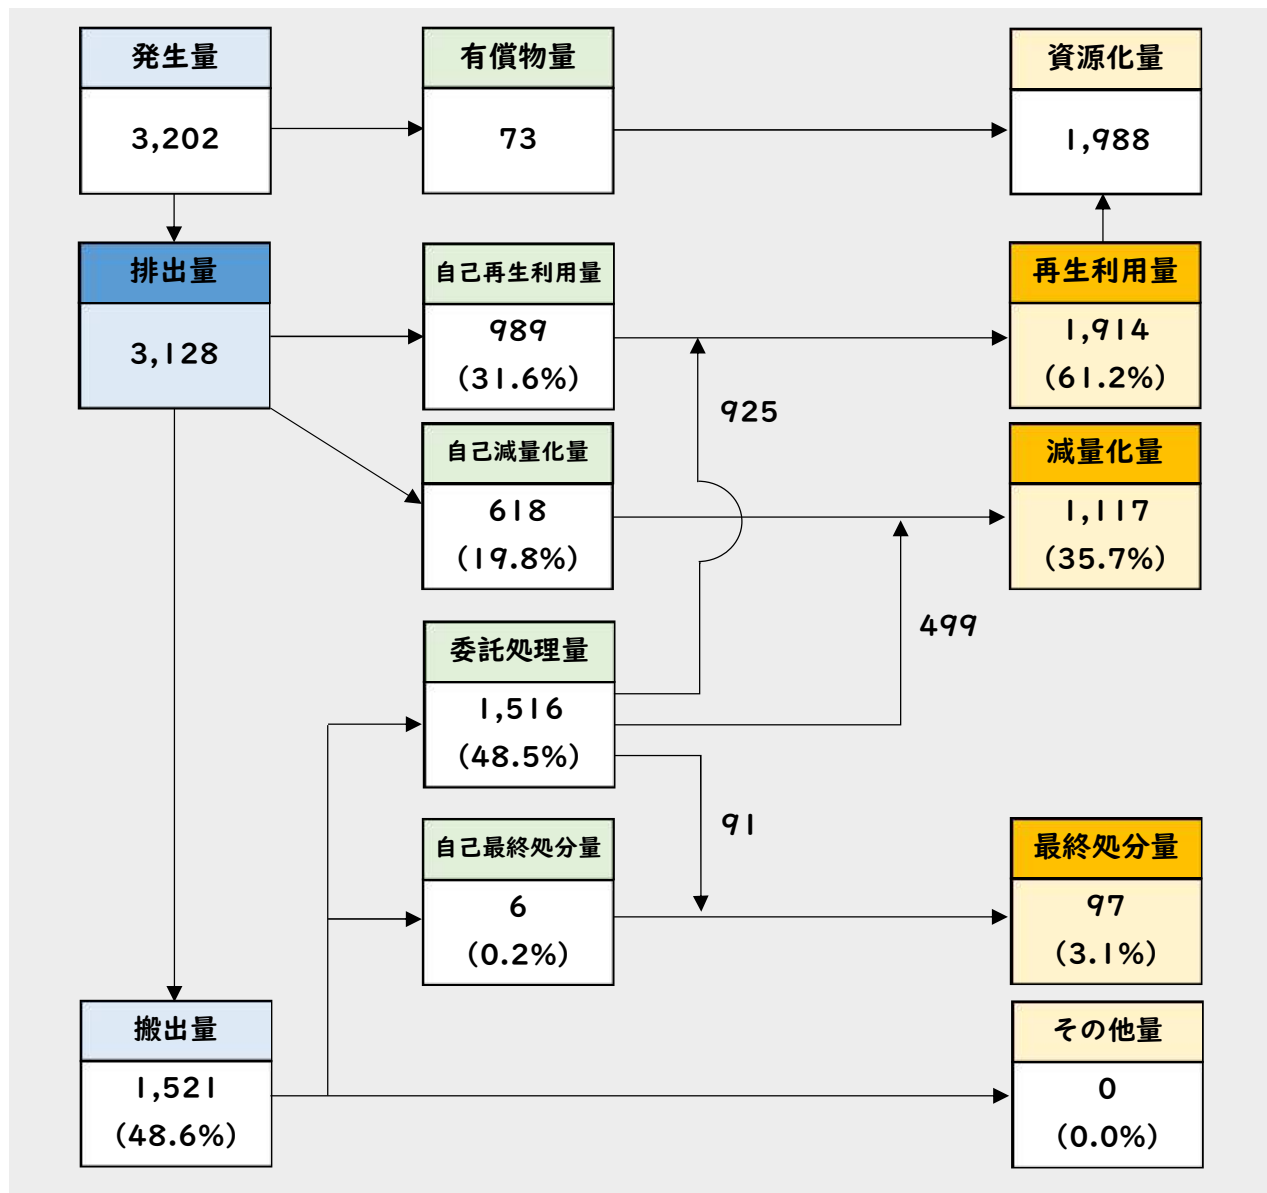 発生量
3,202
有償物量
73
資源化量
1,988
排出量
3,128
自己再生利用量
989
(31.6%)
再生利用量
1,914
(61.2%)
925
自己減量化量
618
(19.8%)
減量化量
1,117
(35.7%)
499
委託処理量
1,516
(48.5%)
91
自己最終処分量
6
(0.2%)
最終処分量
97
(3.1%)
搬出量
1,521
(48.6%)
その他量
0
(0.0%)